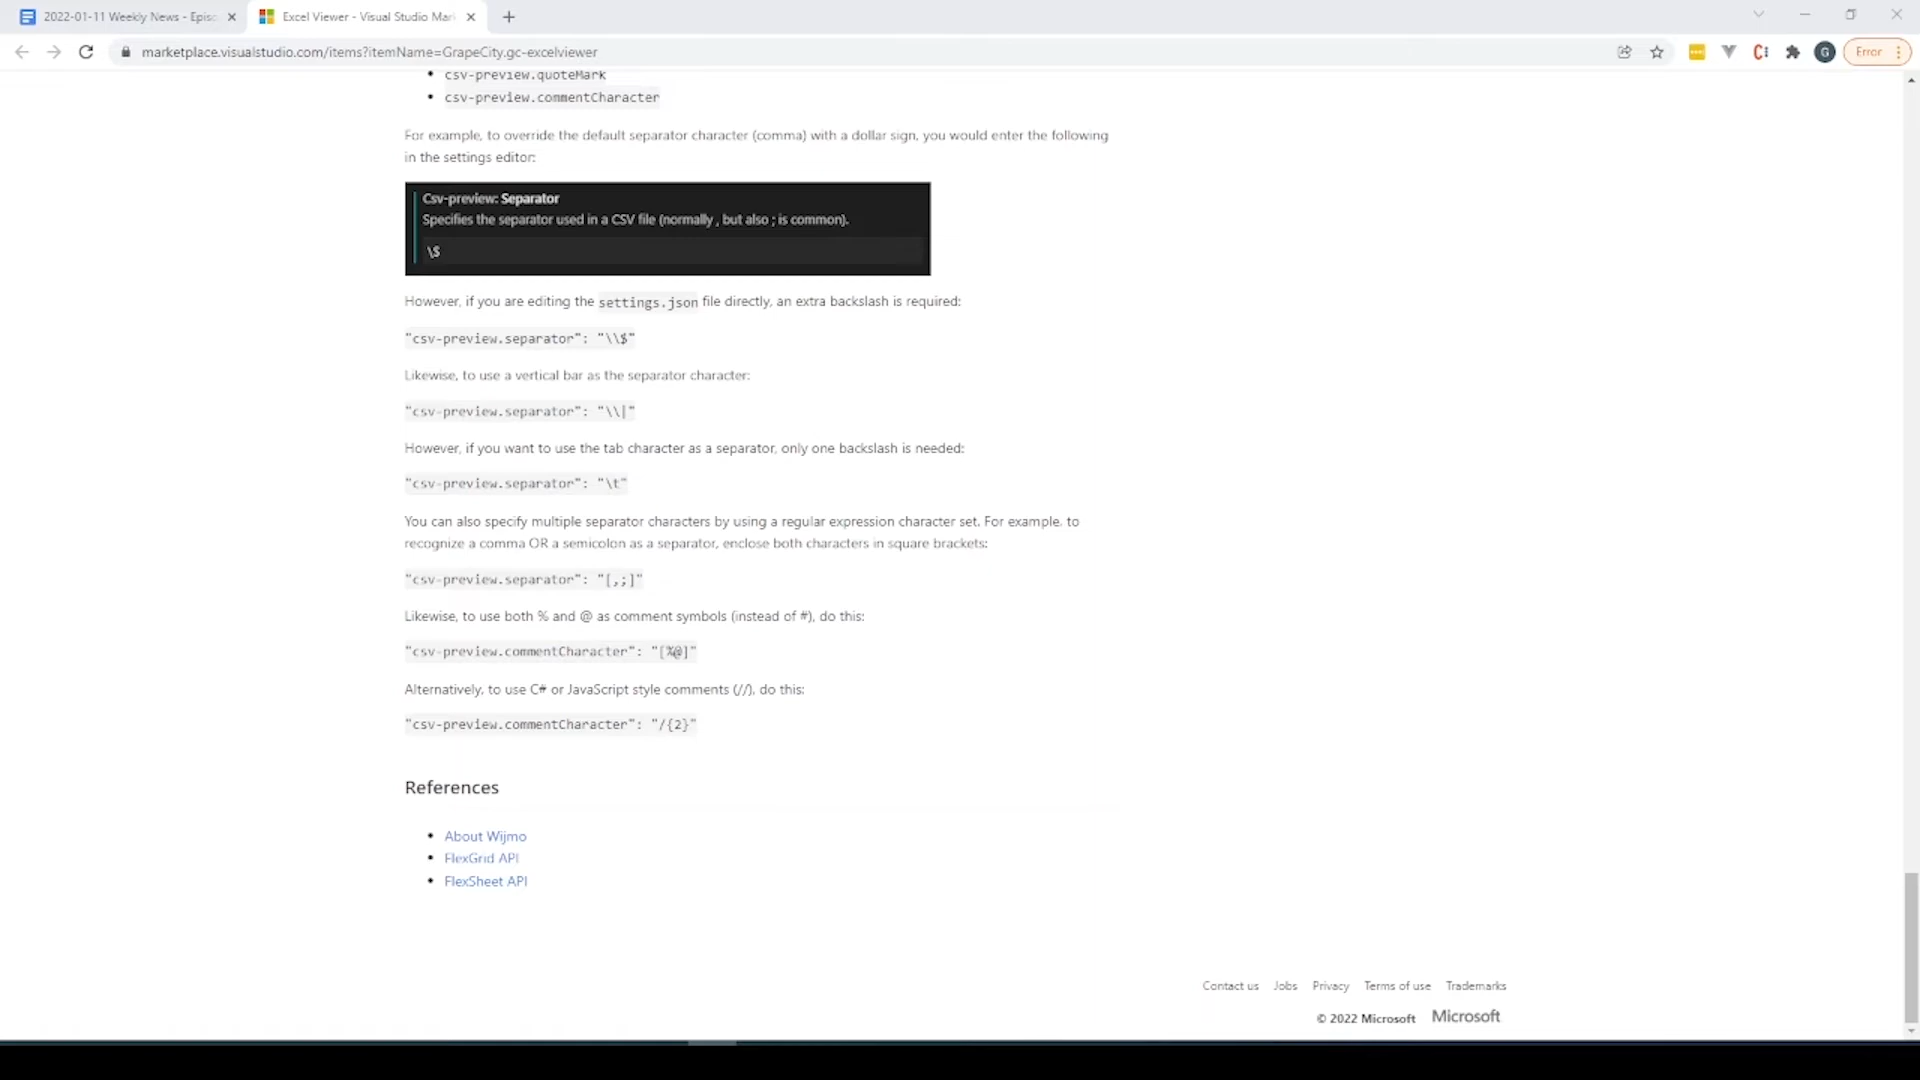 2022-01-11 Weekly News - Episo
Excel Viewer - Visual Studio Mark
marketplace.visualstudio.com/items?itemName=GrapeCity.gc-excelviewer
G
Error
• csv-preview.quoteMark
• csv-preview.commentCharacter
For example, to override the default separator character (comma) with a dollar sign, you would enter the following
in the settings editor:
Csv-preview: Separator
Specifies the separator used in a CSV file (normally , but also ; is common).
\$
However, if you are editing the settings.json file directly, an extra backslash is required:
"csv-preview.separator": "\\$"
Likewise, to use a vertical bar as the separator character:
"csv-preview.separator": "\\|"
However, if you want to use the tab character as a separator, only one backslash is needed:
"csv-preview.separator": "\t"
You can also specify multiple separator characters by using a regular expression character set. For example, to
recognize a comma OR a semicolon as a separator, enclose both characters in square brackets:
"csv-preview.separator": "[,;]"
Likewise, to use both % and @ as comment symbols (instead of #), do this:
"csv-preview.commentCharacter": "[%@]"
Alternatively, to use C# or JavaScript style comments (//), do this:
"csv-preview.commentCharacter": "/{2}"
References
• About Wijmo
• FlexGrid API
• FlexSheet API
Contact us Jobs Privacy Terms of use Trademarks
© 2022 Microsoft Microsoft